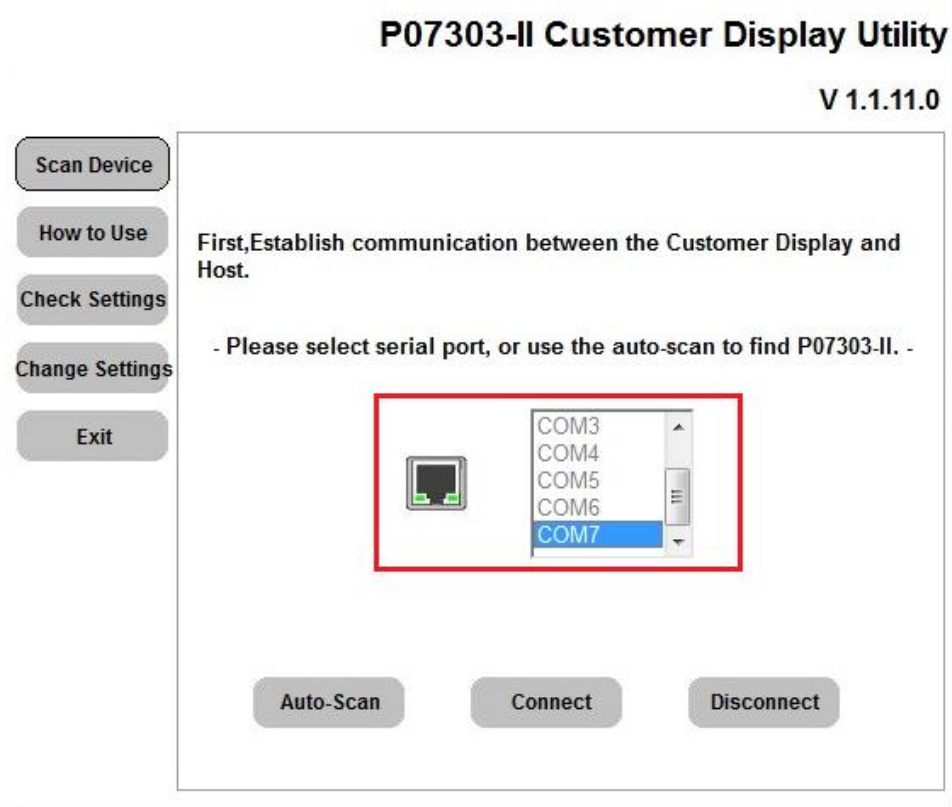 P07303-II Customer Display Utility
V 1.1.11.0
Scan Device
How to Use
Check Settings
Change Settings
Exit
First,Establish communication between the Customer Display and
Host.
- Please select serial port, or use the auto-scan to find P07303-II. -
COM3
COM4
COM5
COM6
COM7
Auto-Scan
Connect
Disconnect